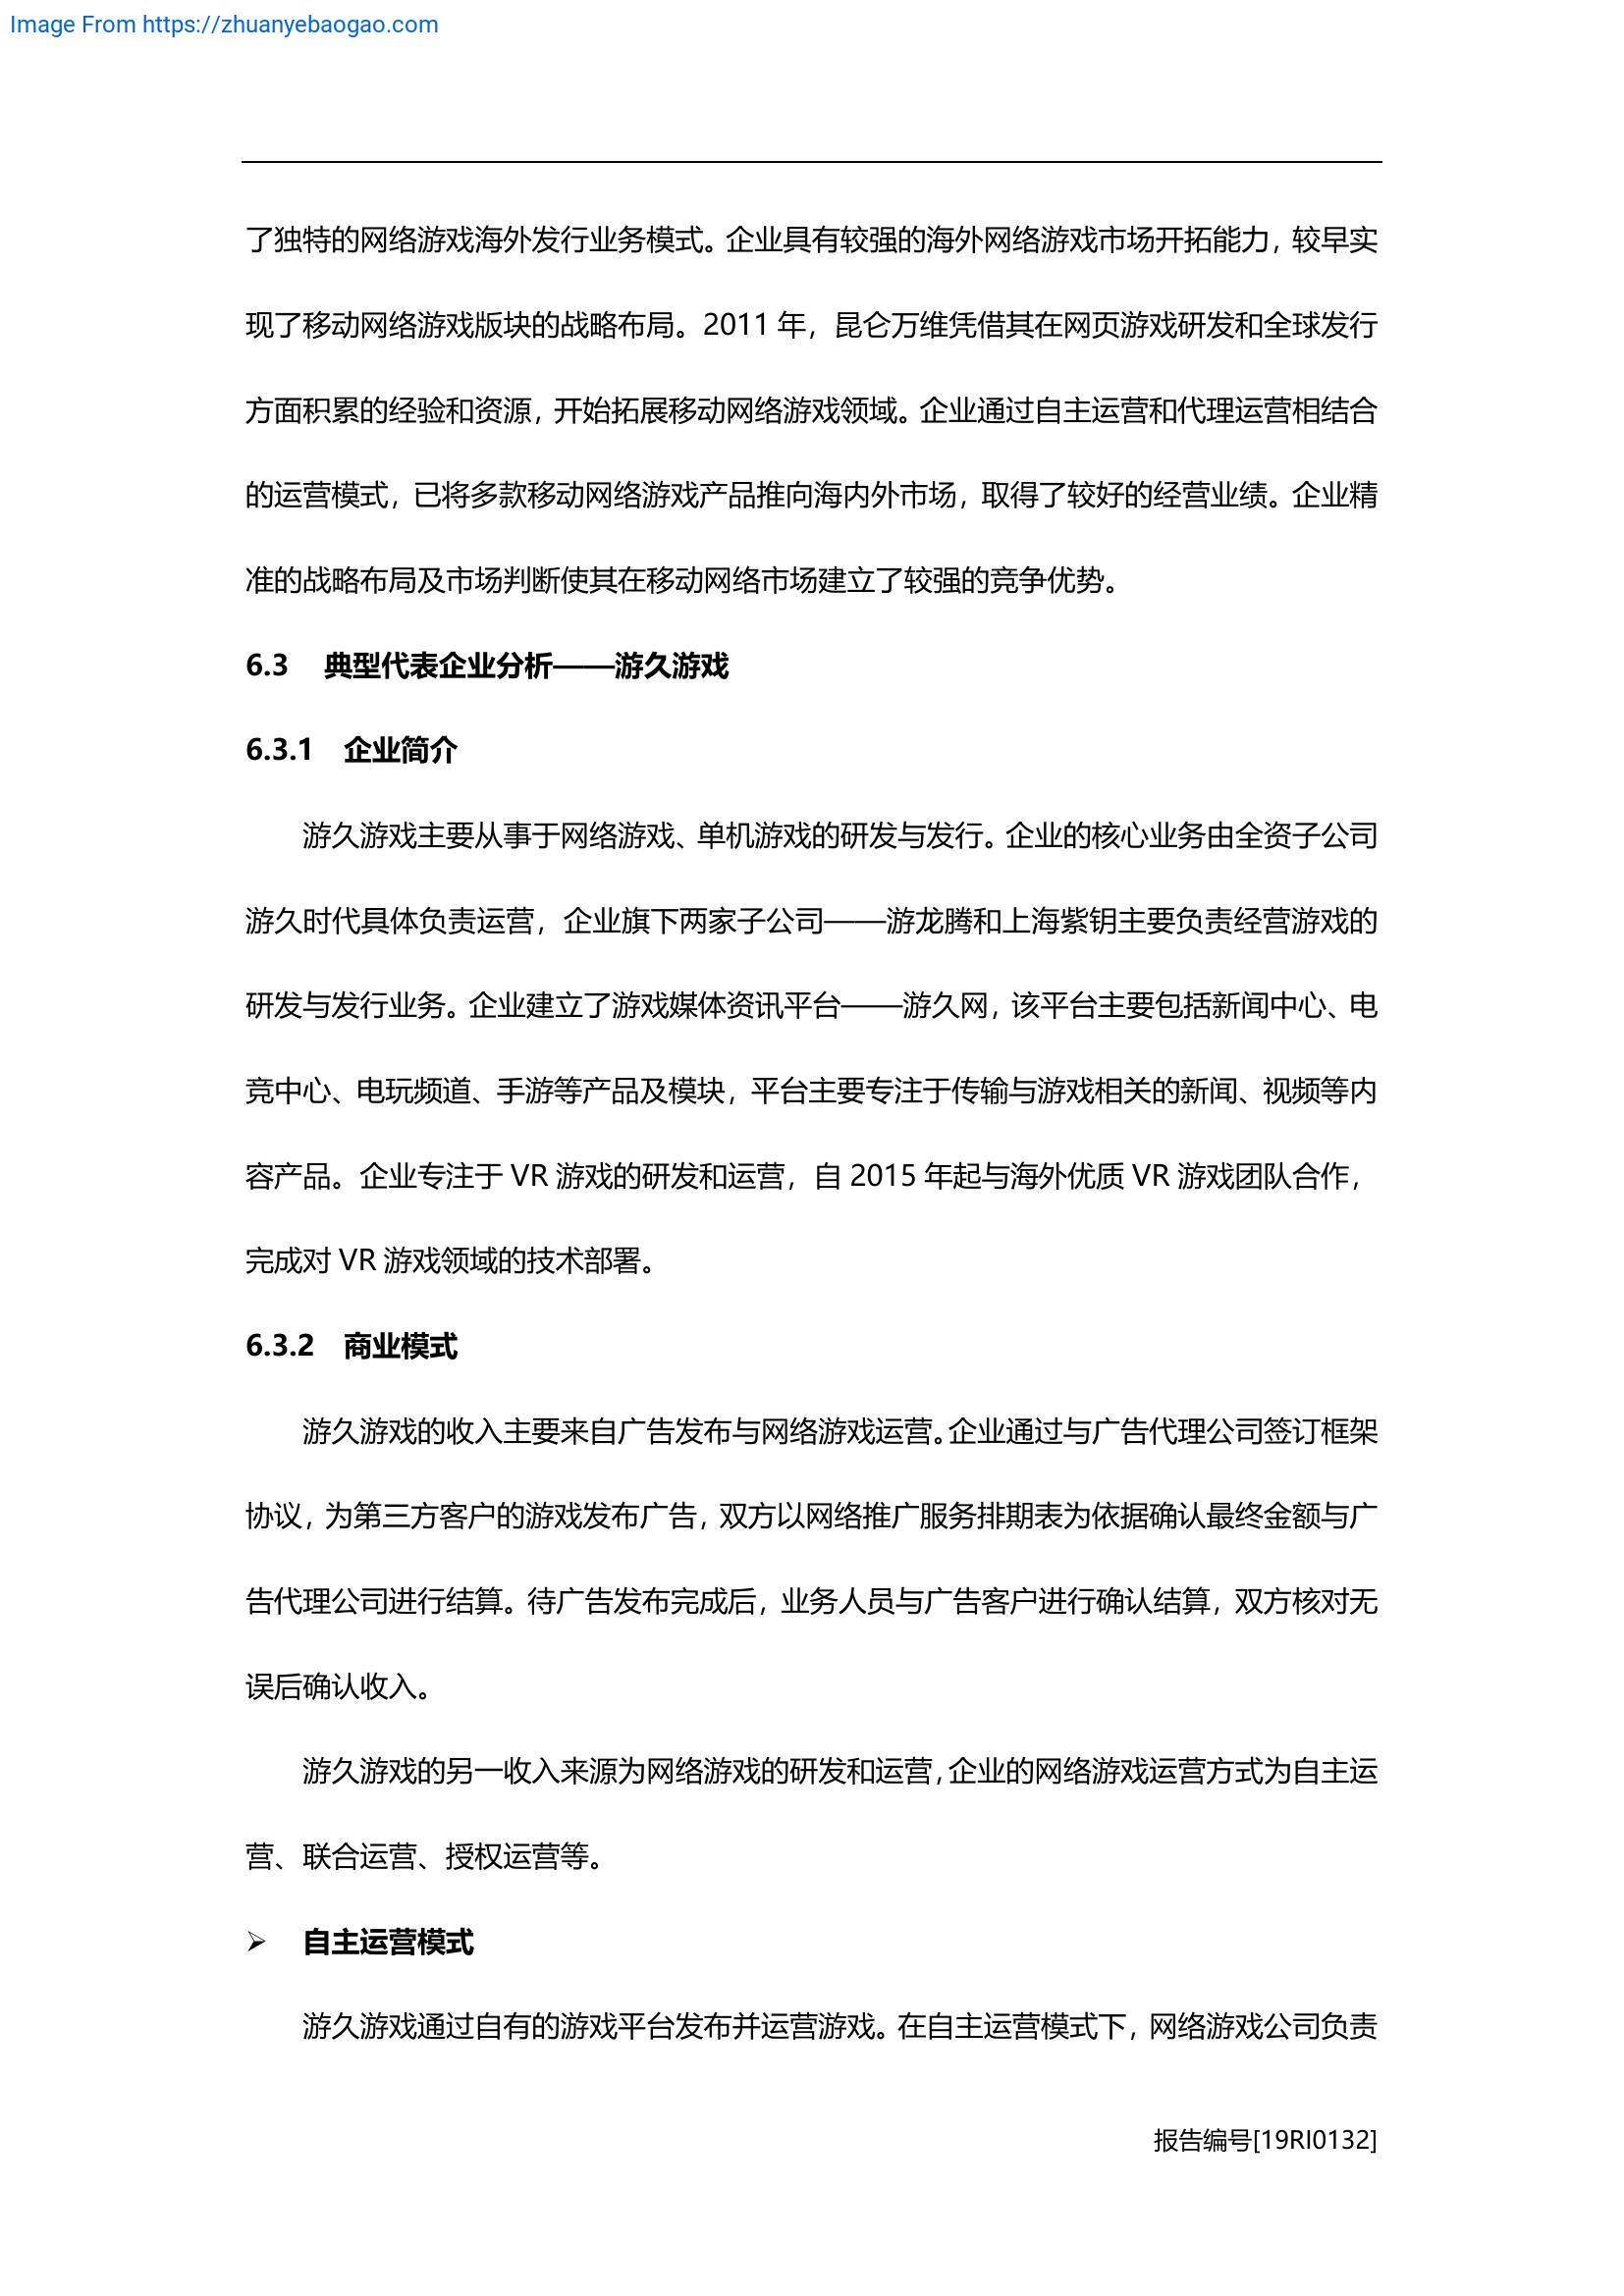 Image From https://zhuanyebaogao.com
了独特的网络游戏海外发行业务模式。企业具有较强的海外网络游戏市场开拓能力，较早实
现了移动网络游戏版块的战略布局。2011 年，昆仑万维凭借其在网页游戏研发和全球发行
方面积累的经验和资源，开始拓展移动网络游戏领域。企业通过自主运营和代理运营相结合
的运营模式，已将多款移动网络游戏产品推向海内外市场，取得了较好的经营业绩。企业精
准的战略布局及市场判断使其在移动网络市场建立了较强的竞争优势。
6.3 典型代表企业分析——游久游戏
6.3.1 企业简介
游久游戏主要从事于网络游戏、单机游戏的研发与发行。企业的核心业务由全资子公司
游久时代具体负责运营，企业旗下两家子公司——游龙腾和上海紫钥主要负责经营游戏的
研发与发行业务。企业建立了游戏媒体资讯平台——游久网，该平台主要包括新闻中心、电
竞中心、电玩频道、手游等产品及模块，平台主要专注于传输与游戏相关的新闻、视频等内
容产品。企业专注于 VR 游戏的研发和运营，自 2015 年起与海外优质 VR 游戏团队合作，
完成对 VR 游戏领域的技术部署。
6.3.2 商业模式
游久游戏的收入主要来自广告发布与网络游戏运营。企业通过与广告代理公司签订框架
协议，为第三方客户的游戏发布广告，双方以网络推广服务排期表为依据确认最终金额与广
告代理公司进行结算。待广告发布完成后，业务人员与广告客户进行确认结算，双方核对无
误后确认收入。
游久游戏的另一收入来源为网络游戏的研发和运营，企业的网络游戏运营方式为自主运
营、联合运营、授权运营等。
➢ 自主运营模式
游久游戏通过自有的游戏平台发布并运营游戏。在自主运营模式下，网络游戏公司负责
报告编号[19RI0132]